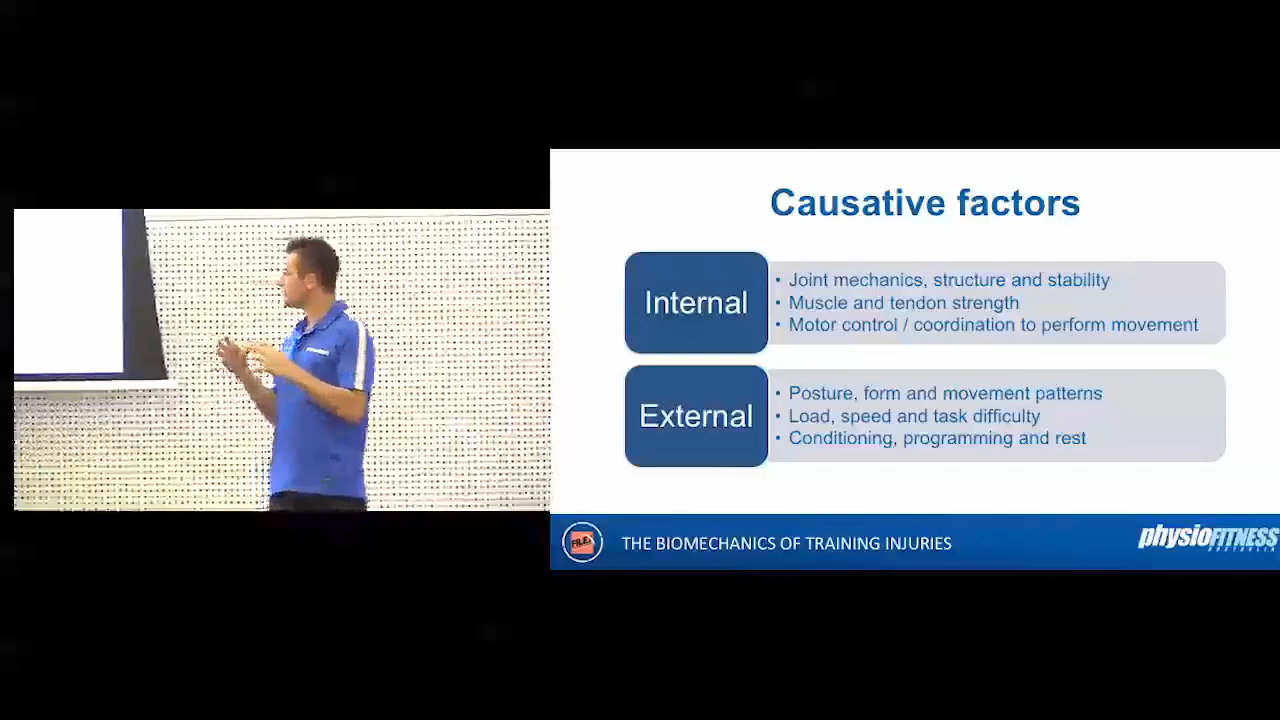 Causative factors
Internal
• Joint mechanics, structure and stability
• Muscle and tendon strength
• Motor control / coordination to perform movement
External
• Posture, form and movement patterns
• Load, speed and task difficulty
• Conditioning, programming and rest
FILEX
THE BIOMECHANICS OF TRAINING INJURIES
physioFITNESS
AUSTRALIA